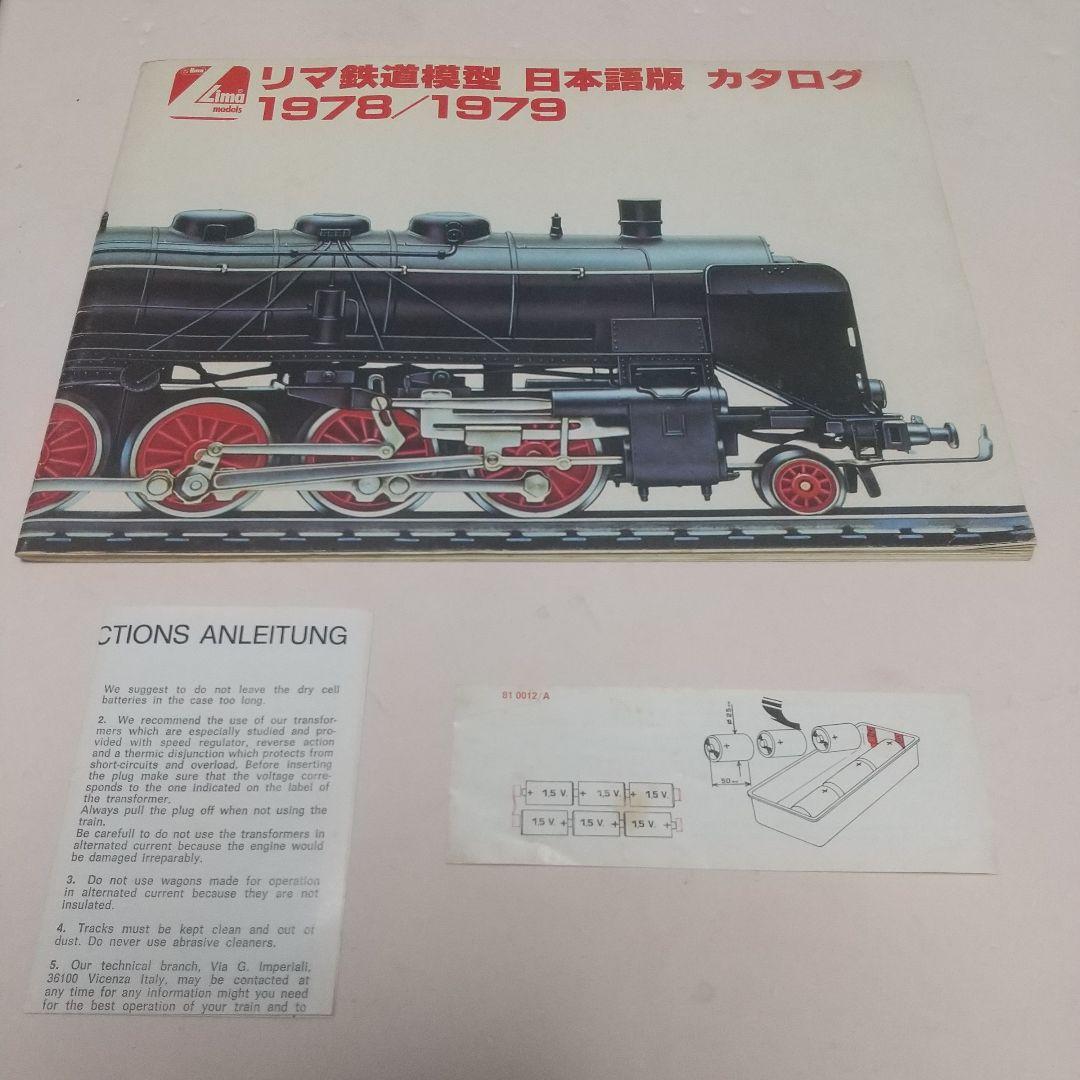 Lima
models
リマ鉄道模型 日本語版 カタログ
1978/1979
CTIONS ANLEITUNG
We suggest to do not leave the dry cell
batteries in the case too long.
2. We recommend the use of our transfor-
mers which are especially studied and pro-
vided with speed regulator, reverse action
and a thermic disjunction which protects from
short-circuits and overload. Before inserting
the plug make sure that the voltage corre-
sponds to the one indicated on the label of
the transformer.
Always pull the plug off when not using the
train.
Be carefull to do not use the transformers in
alternated current because the engine would
be damaged irreparably.
3. Do not use wagons made for operation
in alternated current because they are not
insulated.
4. Tracks must be kept clean and out of
dust. Do never use abrasive cleaners.
5. Our technical branch, Via G. Imperiali,
36100 Vicenza Italy, may be contacted at
any time for any information might you need
for the best operation of your train and to
81 0012/A
ø 25
50
+ 1,5 V. + 1,5 V. + 1,5 V.
1,5 V. + 1,5 V. + 1,5 V. +